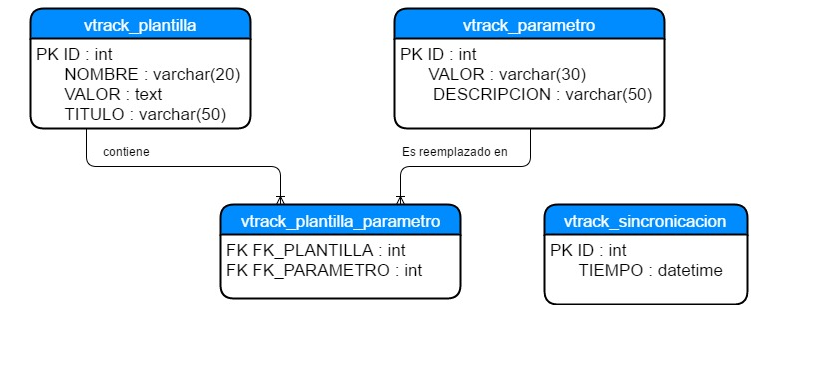 vtrack_plantilla
PK ID : int
NOMBRE : varchar(20)
VALOR : text
TITULO : varchar(50)
vtrack_parametro
PK ID : int
VALOR : varchar(30)
DESCRIPCION : varchar(50)
contiene
Es reemplazado en
vtrack_plantilla_parametro
FK FK_PLANTILLA : int
FK FK_PARAMETRO : int
vtrack_sincronicacion
PK ID : int
TIEMPO : datetime